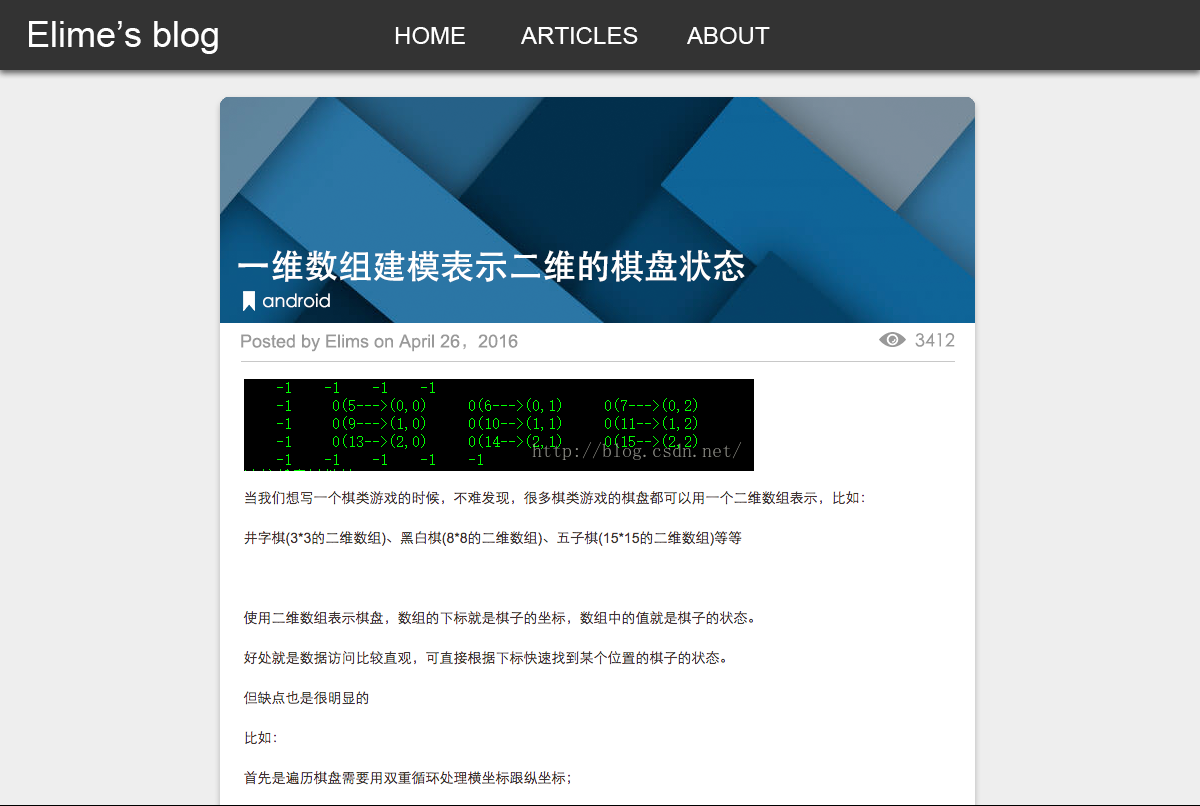 Elime’s blog HOME ARTICLES ABOUT
一维数组建模表示二维的棋盘状态
android
Posted by Elims on April 26，2016 3412
-1 -1 -1 -1
-1 0(5--->(0,0) 0(6--->(0,1) 0(7--->(0,2)
-1 0(9--->(1,0) 0(10-->(1,1) 0(11-->(1,2)
-1 0(13-->(2,0) 0(14-->(2,1) 0(15-->(2,2)
http://blog.csdn.net/
-1 -1 -1 -1 -1
当我们想写一个棋类游戏的时候，不难发现，很多棋类游戏的棋盘都可以用一个二维数组表示，比如：
井字棋(3*3的二维数组)、黑白棋(8*8的二维数组)、五子棋(15*15的二维数组)等等
使用二维数组表示棋盘，数组的下标就是棋子的坐标，数组中的值就是棋子的状态。
好处就是数据访问比较直观，可直接根据下标快速找到某个位置的棋子的状态。
但缺点也是很明显的
比如：
首先是遍历棋盘需要用双重循环处理横坐标跟纵坐标；